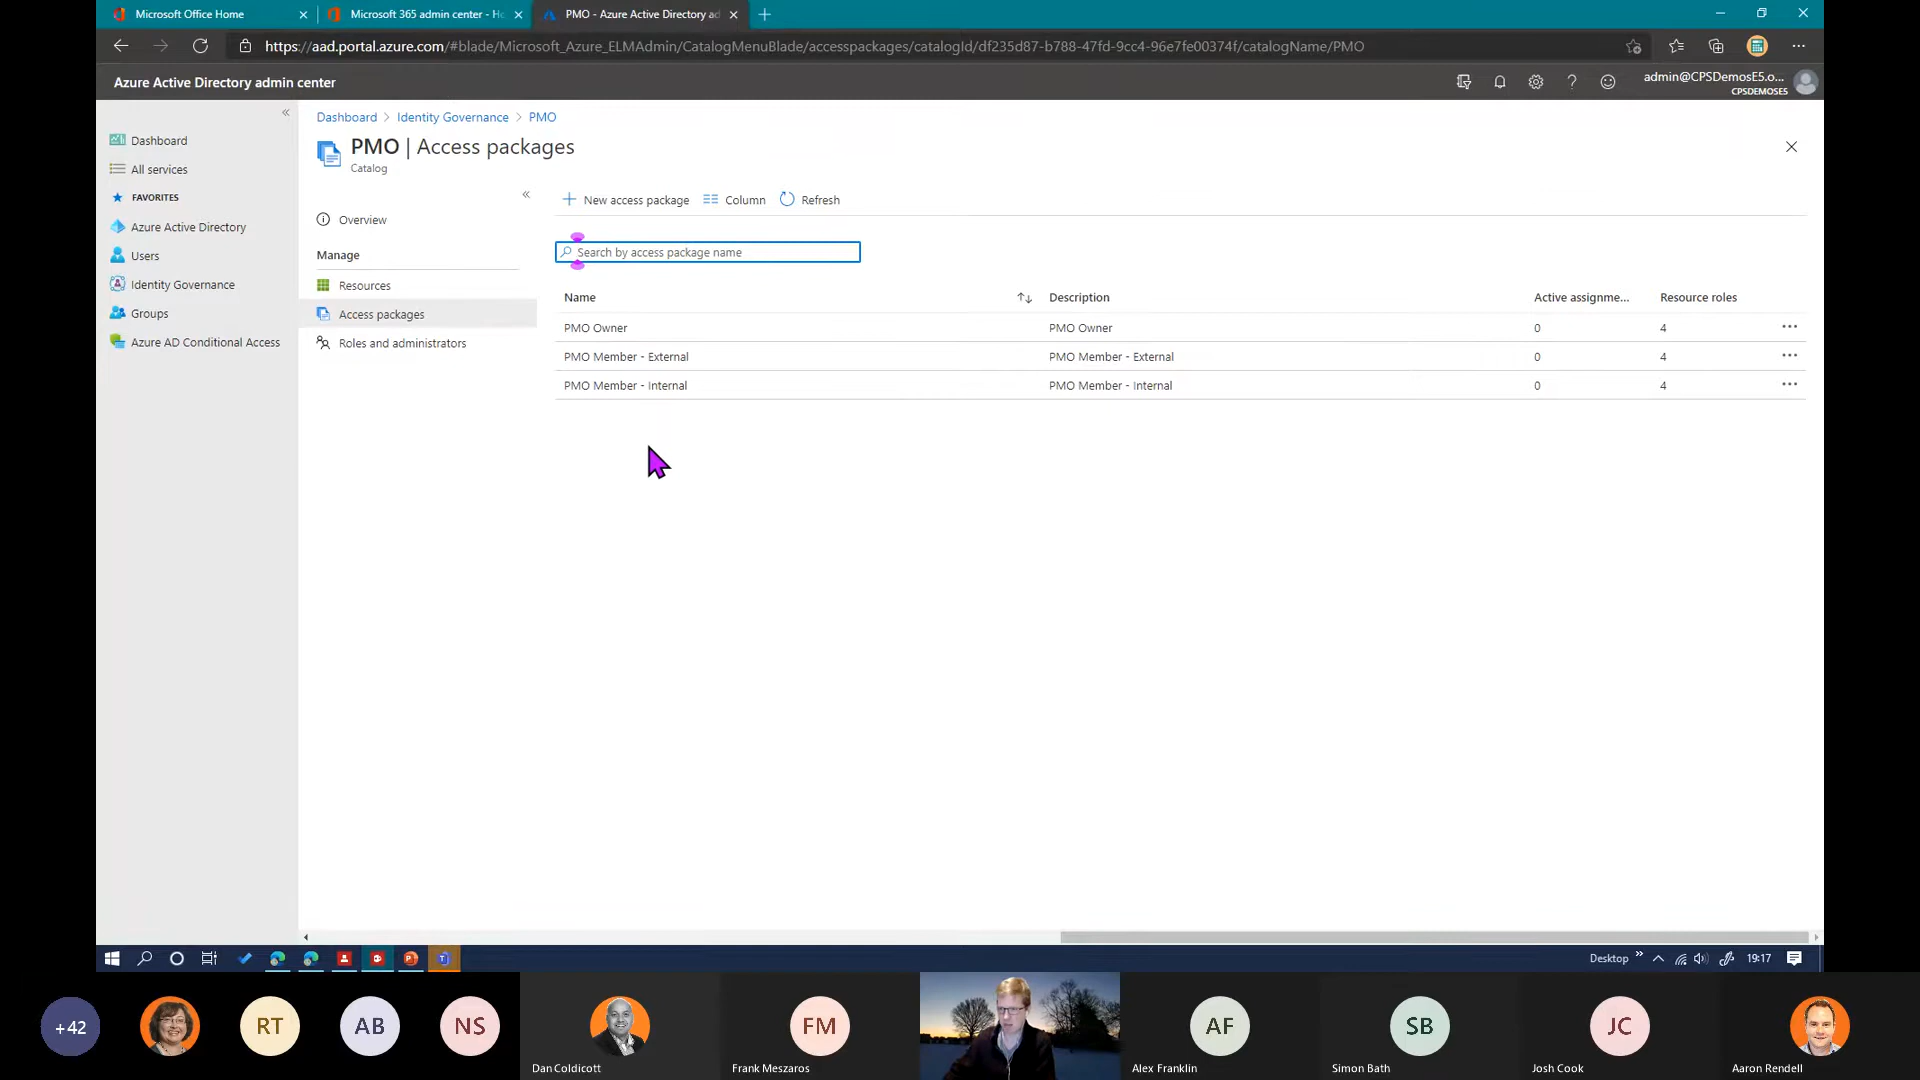 Microsoft Office Home
Microsoft 365 admin center - Ho
PMO - Azure Active Directory ad
https://aad.portal.azure.com/#blade/Microsoft_Azure_ELMAdmin/CatalogMenuBlade/accesspackages/catalogId/df235d87-b788-47fd-9cc4-96e7fe00374f/catalogName/PMO
Azure Active Directory admin center
admin@CPSDemosE5.o...
CPSDEMOSE5
Dashboard
All services
FAVORITES
Azure Active Directory
Users
Identity Governance
Groups
Azure AD Conditional Access
Dashboard > Identity Governance > PMO
PMO | Access packages
Catalog
Overview
Manage
Resources
Access packages
Roles and administrators
New access package Column Refresh
Search by access package name
Name Description Active assignme... Resource roles
PMO Owner PMO Owner 0 4
PMO Member - External PMO Member - External 0 4
PMO Member - Internal PMO Member - Internal 0 4
Desktop 19:17
+42
RT
AB
NS
Dan Coldicott
FM
Frank Meszaros
AF
Alex Franklin
SB
Simon Bath
JC
Josh Cook
Aaron Rendell